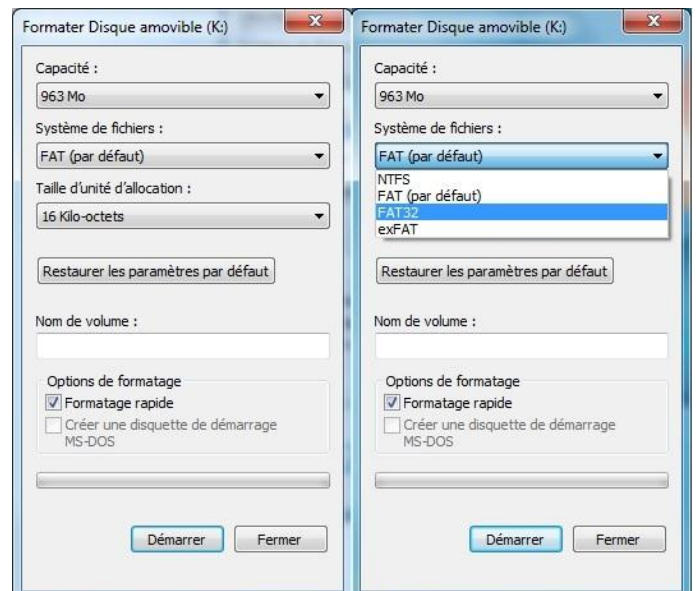 Formater Disque amovible (K:)
Capacité :
963 Mo
Système de fichiers :
FAT (par défaut)
Taille d'unité d'allocation :
16 Kilo-octets
Restaurer les paramètres par défaut
Nom de volume :
Options de formatage
Formatage rapide
Créer une disquette de démarrage
MS-DOS
Démarrer
Fermer
Formater Disque amovible (K:)
Capacité :
963 Mo
Système de fichiers :
FAT (par défaut)
NTFS
FAT (par défaut)
FAT32
exFAT
Restaurer les paramètres par défaut
Nom de volume :
Options de formatage
Formatage rapide
Créer une disquette de démarrage
MS-DOS
Démarrer
Fermer